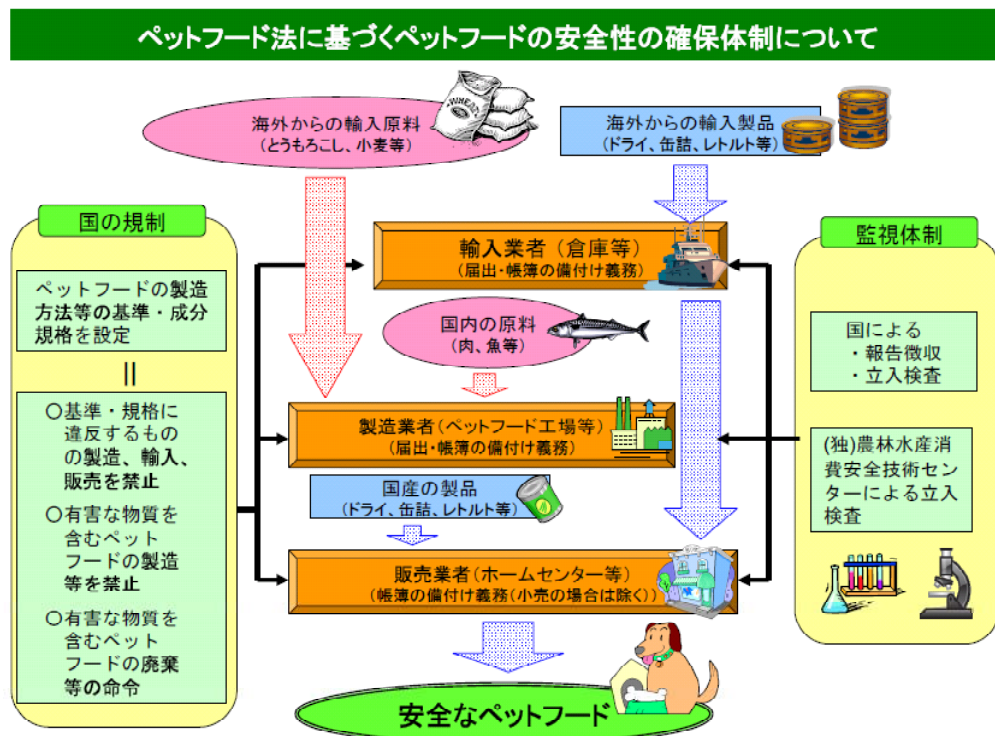 ペットフード法に基づくペットフードの安全性の確保体制について
海外からの輸入原料
(とうもろこし、小麦等)
WHEAT
海外からの輸入製品
(ドライ、缶詰、レトルト等)
国の規制
ペットフードの製造
方法等の基準・成分
規格を設定
||
〇基準・規格に
違反するもの
の製造、輸入、
販売を禁止
〇有害な物質を
含むペット
フードの製造
等を禁止
〇有害な物質を
含むペット
フードの廃棄
等の命令
輸入業者(倉庫等)
(届出・帳簿の備付け義務)
国内の原料
(肉、魚等)
製造業者(ペットフード工場等)
(届出・帳簿の備付け義務)
国産の製品
(ドライ、缶詰、レトルト等)
販売業者(ホームセンター等)
(帳簿の備付け義務(小売の場合は除く))
安全なペットフード
監視体制
国による
・報告徴収
・立入検査
(独)農林水産消
費安全技術セン
ターによる立入
検査